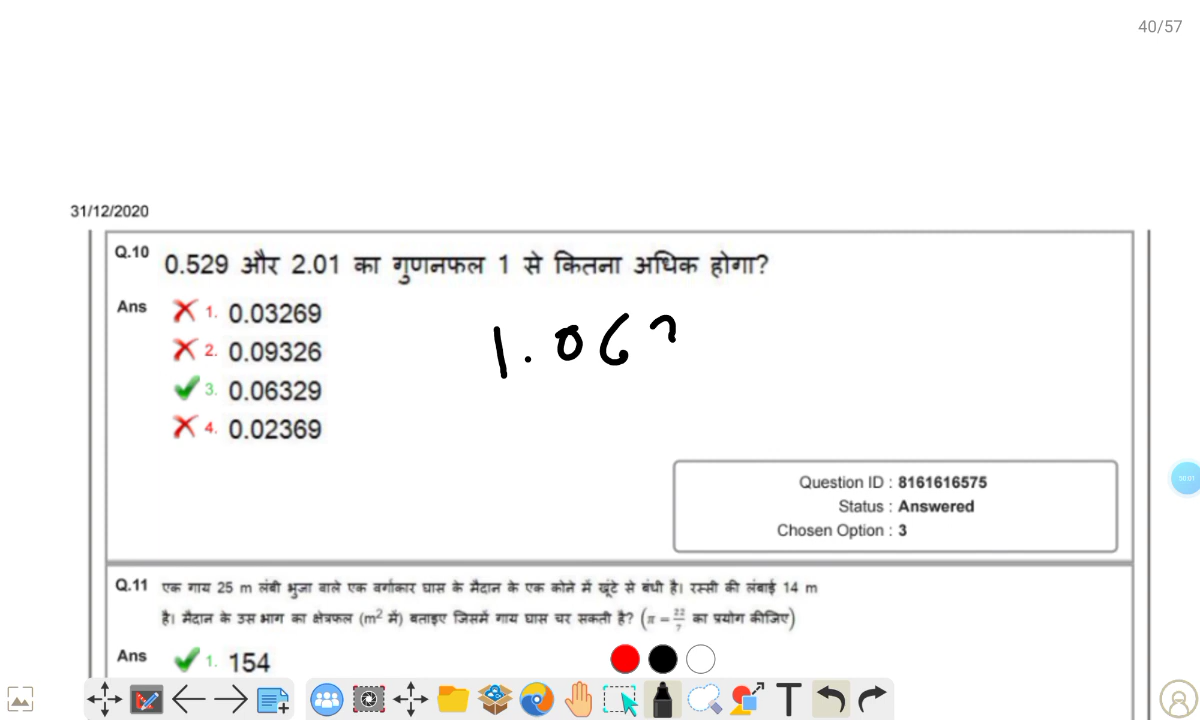 40/57
31/12/2020
Q.10 0.529 और 2.01 का गुणनफल 1 से कितना अधिक होगा?
Ans 1. 0.03269
2. 0.09326
3. 0.06329
4. 0.02369
1.06
Question ID : 8161616575
Status : Answered
Chosen Option : 3
Q.11 एक गाय 25 m लंबी भुजा वाले एक वर्गाकार घास के मैदान के एक कोने में खूंटे से बंधी है। रस्सी की लंबाई 14 m
है। मैदान के उस भाग का क्षेत्रफल (m² में) बताइए जिसमें गाय घास चर सकती है? (π = 22/7 का प्रयोग कीजिए)
Ans 1. 154
T